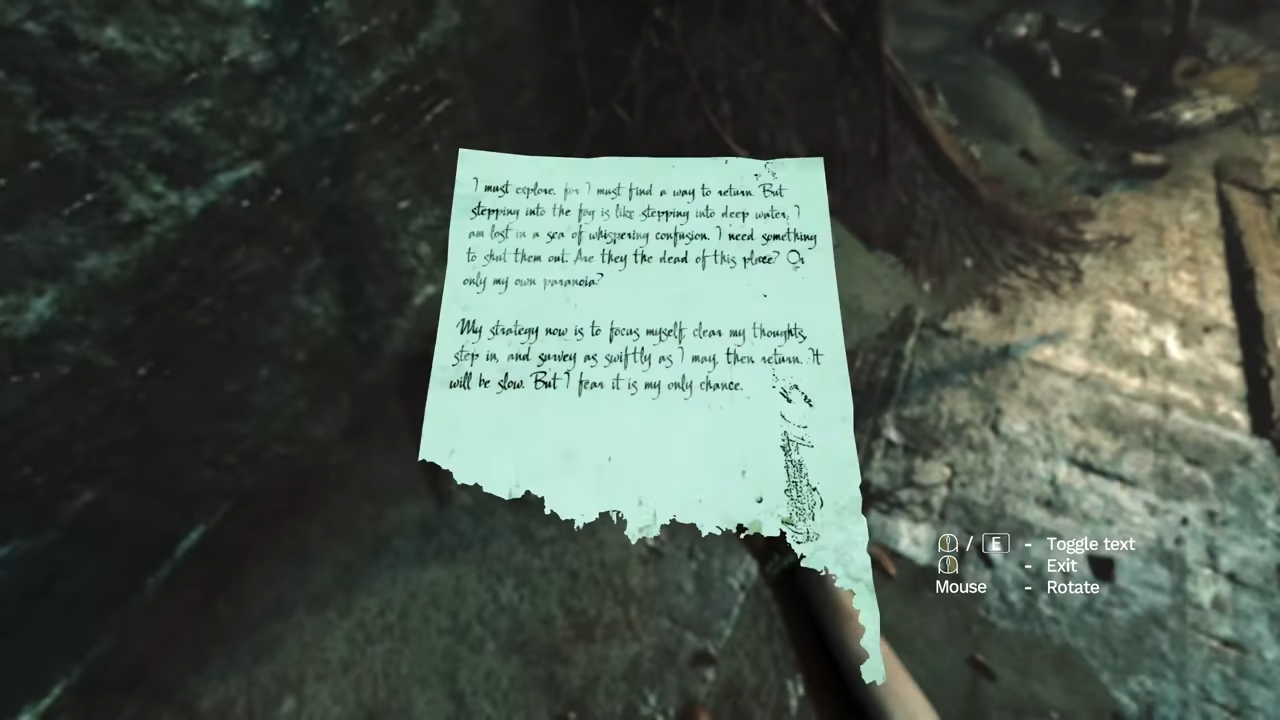 I must explore, for I must find a way to return. But
stepping into the fog is like stepping into deep water, I
am lost in a sea of whispering confusion. I need something
to shut them out. Are they the dead of this place? Or
only my own paranoia?
My strategy now is to focus myself, clear my thoughts,
step in, and survey as swiftly as I may, then return. It
will be slow. But I fear it is my only chance.
/ E - Toggle text
- Exit
Mouse - Rotate